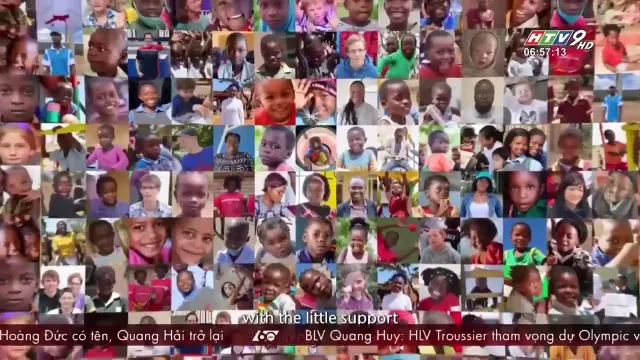 HTV9 HD
06:57:13
with the little support
Hoàng Đức có tên, Quang Hải trở lại
BLV Quang Huy: HLV Troussier tham vọng dự Olympic v